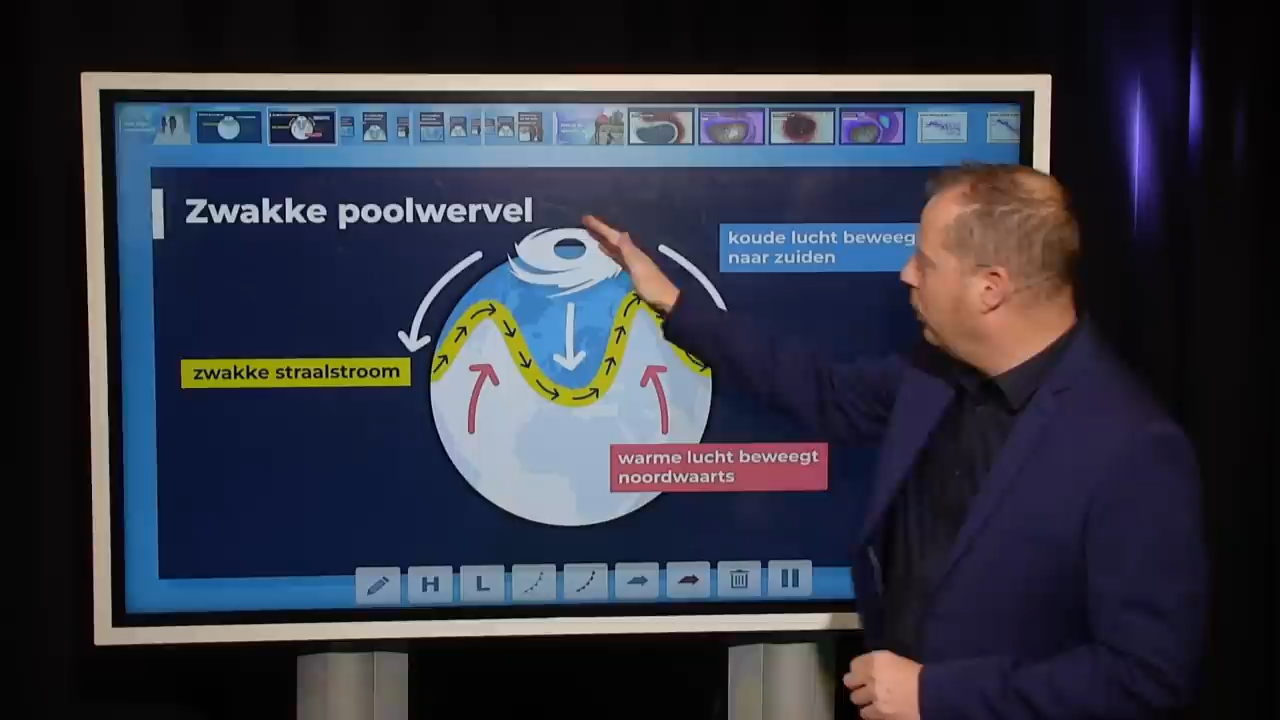 Zwakke poolwervel
koude lucht beweeg
naar zuiden
zwakke straalstroom
warme lucht beweegt
noordwaarts
H
L